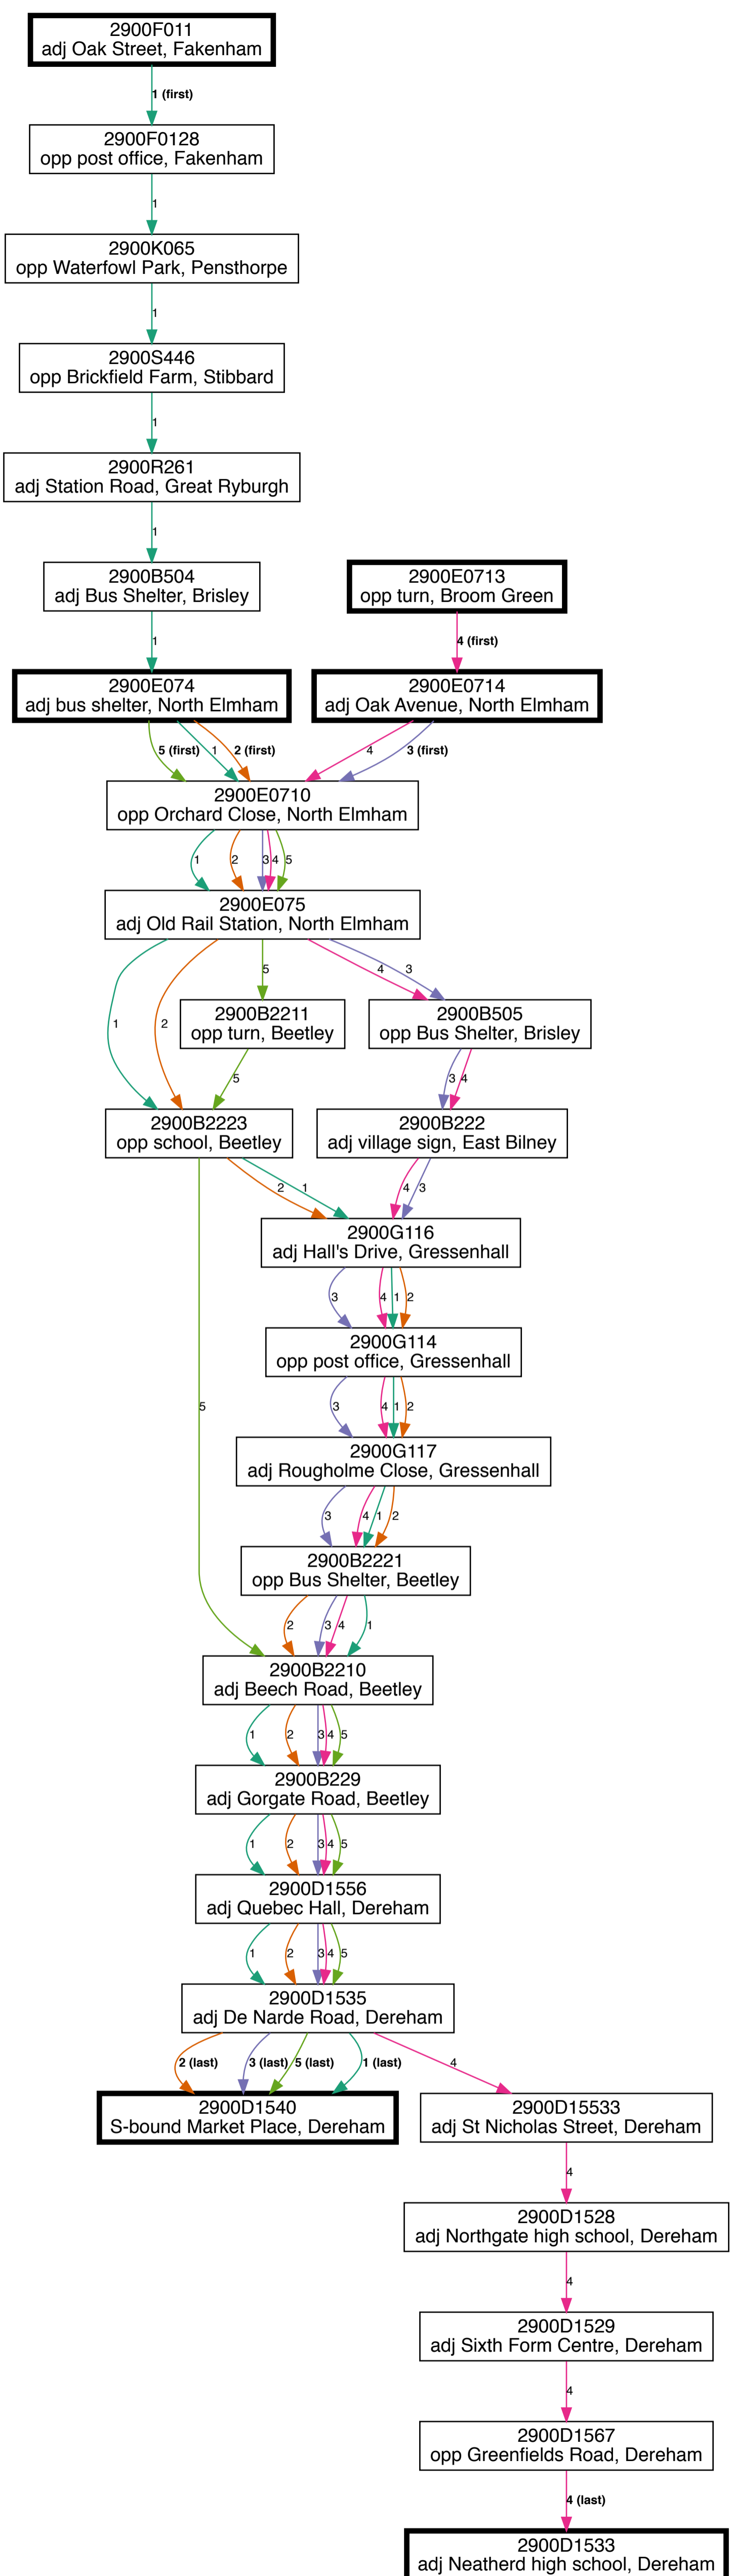 2900F011
adj Oak Street, Fakenham
1 (first)
2900F0128
opp post office, Fakenham
1
2900K065
opp Waterfowl Park, Pensthorpe
1
2900S446
opp Brickfield Farm, Stibbard
1
2900R261
adj Station Road, Great Ryburgh
1
2900B504
adj Bus Shelter, Brisley
2900E0713
opp turn, Broom Green
1
4 (first)
2900E074
adj bus shelter, North Elmham
2900E0714
adj Oak Avenue, North Elmham
5 (first)
1
2 (first)
4
3 (first)
2900E0710
opp Orchard Close, North Elmham
1
2
3
4
5
2900E075
adj Old Rail Station, North Elmham
5
4
3
2900B2211
opp turn, Beetley
2900B505
opp Bus Shelter, Brisley
1
2
5
3
4
2900B2223
opp school, Beetley
2900B222
adj village sign, East Bilney
2
1
4
3
2900G116
adj Hall's Drive, Gressenhall
3
4
1
2
2900G114
opp post office, Gressenhall
5
3
4
1
2
2900G117
adj Rougholme Close, Gressenhall
3
4
1
2
2900B2221
opp Bus Shelter, Beetley
2
3
4
1
2900B2210
adj Beech Road, Beetley
1
2
3
4
5
2900B229
adj Gorgate Road, Beetley
1
2
3
4
5
2900D1556
adj Quebec Hall, Dereham
1
2
3
4
5
2900D1535
adj De Narde Road, Dereham
2 (last)
3 (last)
5 (last)
1 (last)
4
2900D1540
S-bound Market Place, Dereham
2900D15533
adj St Nicholas Street, Dereham
4
2900D1528
adj Northgate high school, Dereham
4
2900D1529
adj Sixth Form Centre, Dereham
4
2900D1567
opp Greenfields Road, Dereham
4 (last)
2900D1533
adj Neatherd high school, Dereham